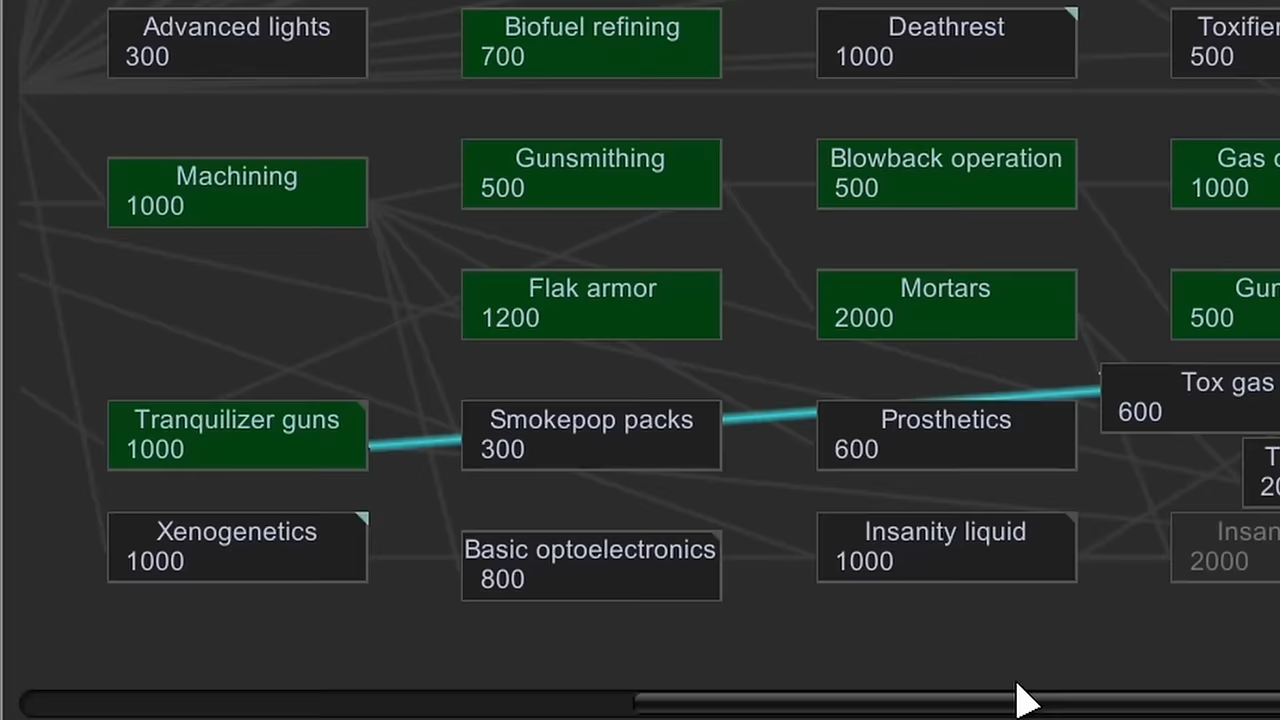 Advanced lights
300
Biofuel refining
700
Deathrest
1000
500
Machining
1000
Gunsmithing
500
Blowback operation
500
Gas
1000
Flak armor
1200
Mortars
2000
500
Tranquilizer guns
1000
Smokepop packs
300
Prosthetics
600
Tox gas
600
Xenogenetics
1000
Basic optoelectronics
800
Insanity liquid
1000
2000